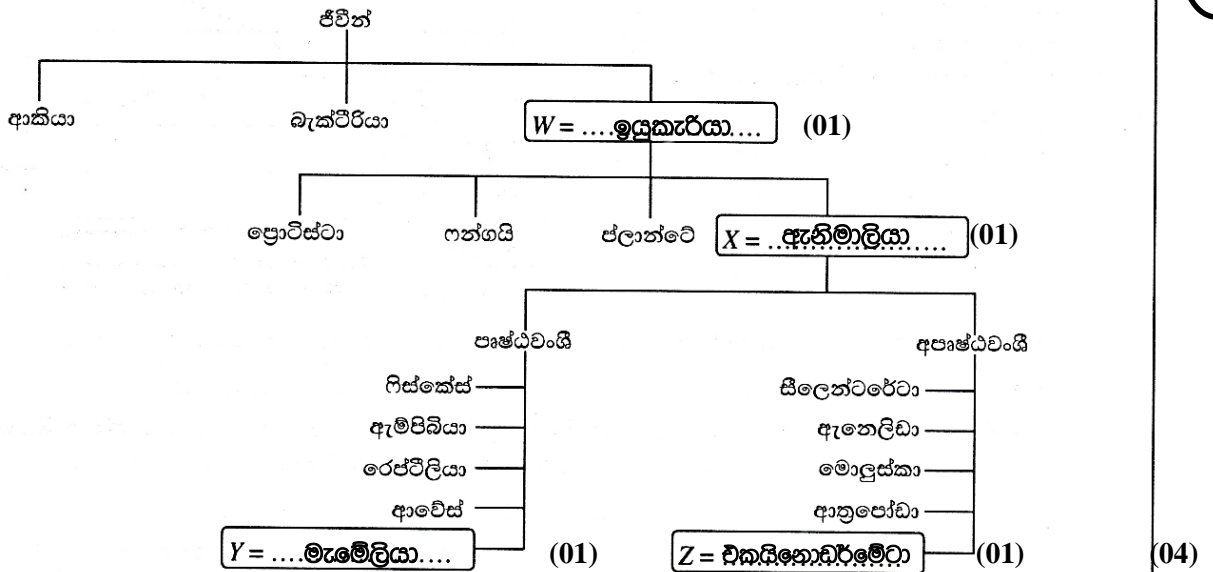 ජීවීන්
ආකියා බැක්ටීරියා W = ....ඉයුකැරියා.... (01)
ප්‍රොටිස්ටා ෆන්ගයි ප්ලාන්ටේ X = ....ඇනිමාලියා.... (01)
පෘෂ්ඨවංශී අපෘෂ්ඨවංශී
ෆිස්කේස් සීලෙන්ටරේටා
ඇම්පිබියා ඇනෙලිඩා
රෙප්ටීලියා මොලුස්කා
ආවේස් ආත්‍රපෝඩා
Y = ....මැමේලියා.... (01) Z = එකයිනොඩර්මේටා (01) (04)